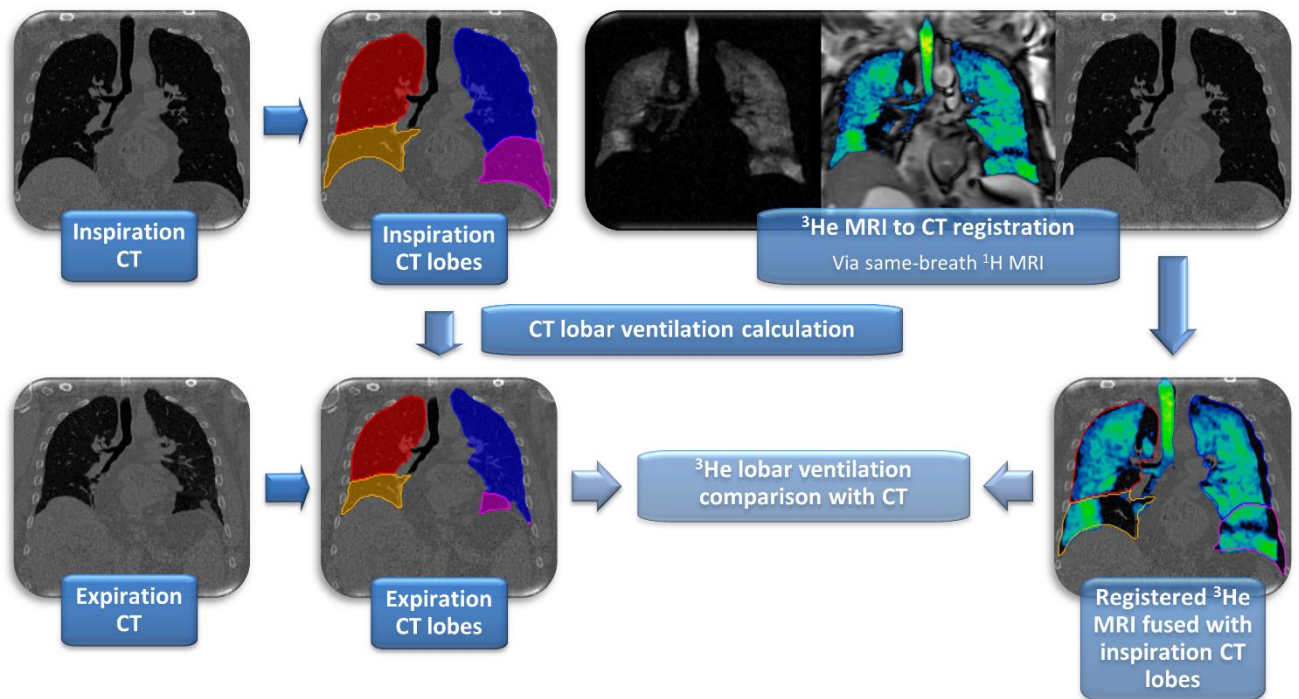 Inspiration
CT
Inspiration
CT lobes
³He MRI to CT registration
Via same-breath ¹H MRI
CT lobar ventilation calculation
Expiration
CT
Expiration
CT lobes
³He lobar ventilation
comparison with CT
Registered ³He
MRI fused with
inspiration CT
lobes